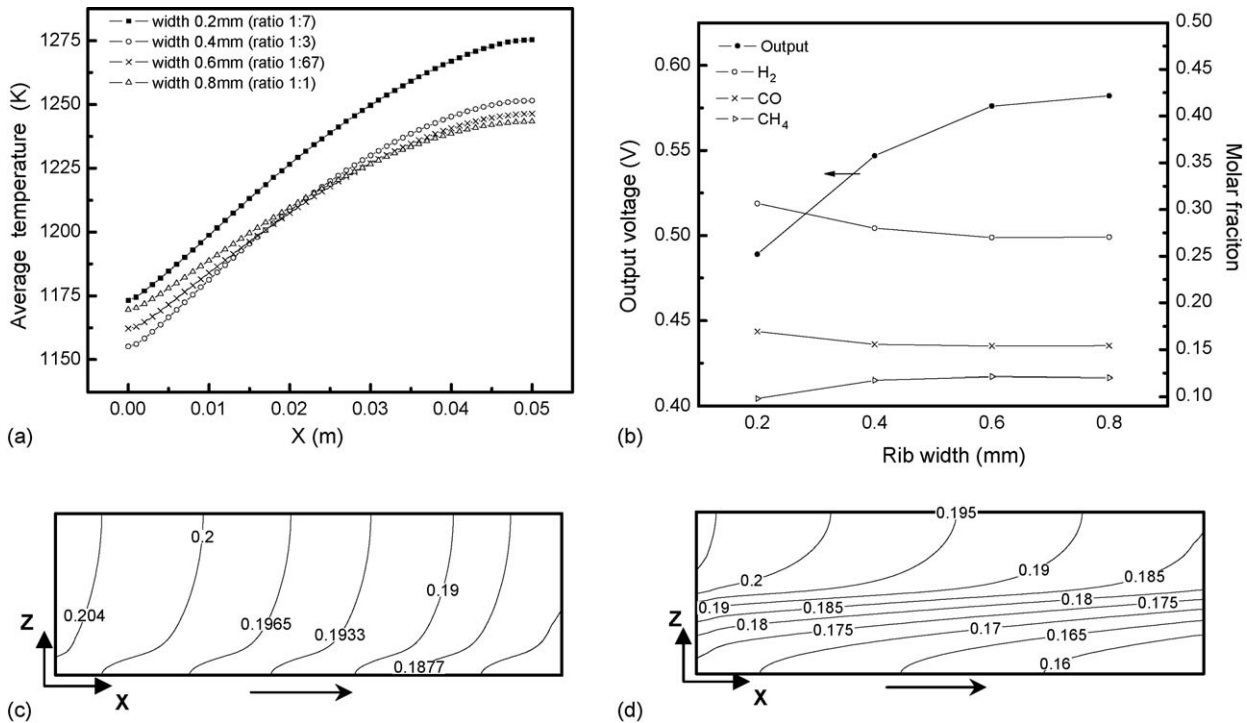 width 0.2mm (ratio 1:7)
width 0.4mm (ratio 1:3)
width 0.6mm (ratio 1:67)
width 0.8mm (ratio 1:1)
1275
1250
1225
1200
1175
1150
Average temperature (K)
0.00 0.01 0.02 0.03 0.04 0.05
X (m)
(a)
Output
H2
CO
CH4
0.60
0.55
0.50
0.45
0.40
Output voltage (V)
0.50
0.45
0.40
0.35
0.30
0.25
0.20
0.15
0.10
Molar fraciton
0.2 0.4 0.6 0.8
Rib width (mm)
(b)
0.2
0.204
0.19
0.1965
0.1933
0.1877
Z
X
(c)
0.195
0.2
0.19
0.185
0.19
0.185
0.18
0.175
0.18
0.175
0.17
0.165
0.16
Z
X
(d)